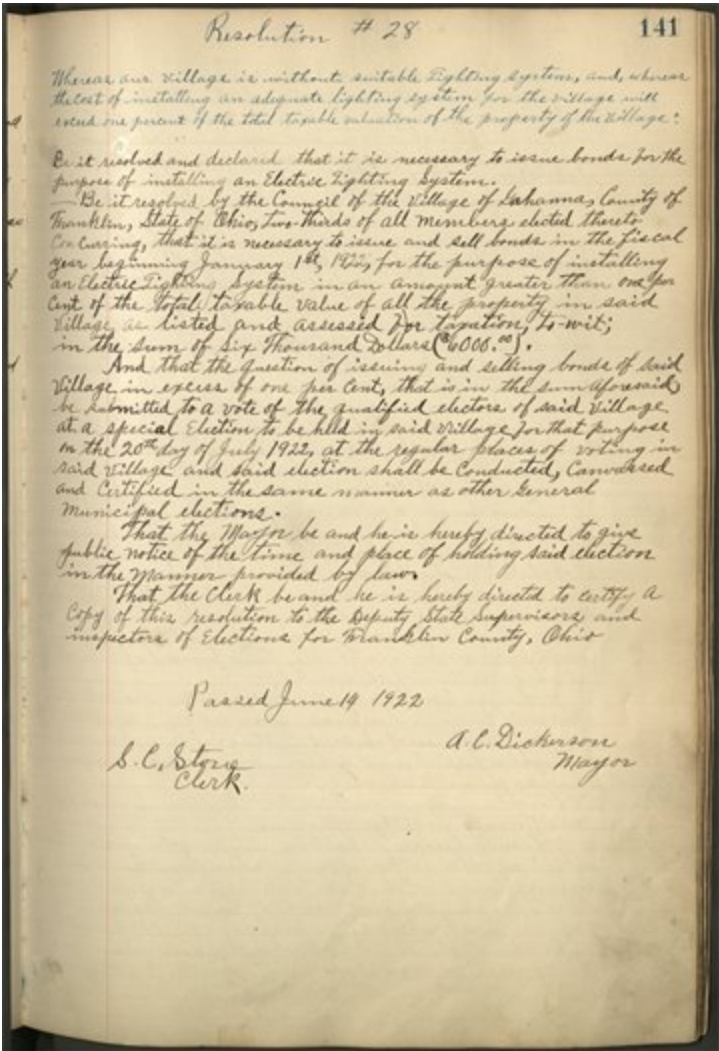 Resolution # 28
141
Whereas our Village is without suitable Lighting system, and, whereas
the cost of installing an adequate lighting system for the village will
exceed one percent of the total taxable valuation of the property of the Village:
Be it resolved and declared that it is necessary to issue bonds for the
purpose of installing an Electric Lighting System.
Be it resolved by the Council of the Village of Gahanna, County of
Franklin, State of Ohio, two-thirds of all members elected thereto
Concurring, that it is necessary to issue and sell bonds in the fiscal
year beginning January 1st, 1922, for the purpose of installing
an Electric Lighting System in an amount greater than one per
Cent of the total taxable value of all the property in said
Village, as listed and assessed for taxation, to-wit;
in the sum of Six Thousand Dollars ($6000.00).
And that the question of issuing and selling bonds of said
Village in excess of one per cent, that is in the sum aforesaid,
be submitted to a vote of the qualified electors of said Village
at a special Election to be held in said Village for that purpose
on the 20th day of July 1922, at the regular places of voting in
said Village and said election shall be Conducted, Canvassed
and Certified in the same manner as other General
Municipal elections.
That the Mayor be and he is hereby directed to give
public notice of the time and place of holding said election
in the Manner provided by law.
That the Clerk be and he is hereby directed to certify a
Copy of this resolution to the Deputy State Supervisors and
inspectors of Elections for Franklin County, Ohio
Passed June 19 1922
A. C. Dickerson
Mayor
S. C. Stone
Clerk.